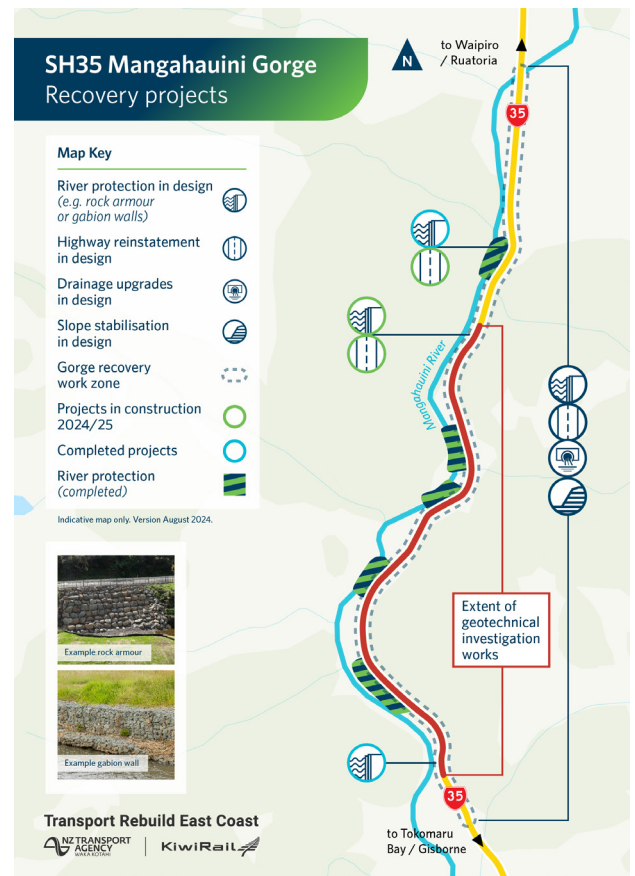 SH35 Mangahauini Gorge
Recovery projects
N
to Waipiro
/ Ruatoria
35
Map Key
River protection in design
(e.g. rock armour
or gabion walls)
Highway reinstatement
in design
Drainage upgrades
in design
Slope stabilisation
in design
Gorge recovery
work zone
Projects in construction
2024/25
Completed projects
River protection
(completed)
Indicative map only. Version August 2024.
Mangahauini River
Example rock armour
Example gabion wall
Extent of
geotechnical
investigation
works
35
to Tokomaru
Bay / Gisborne
Transport Rebuild East Coast
NZ TRANSPORT
AGENCY
WAKA KOTAHI
KiwiRail